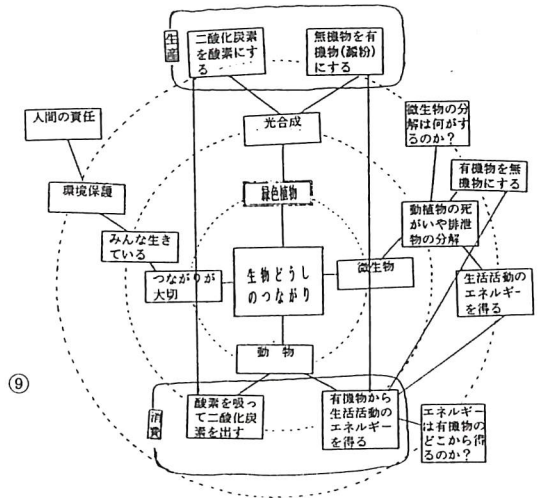 生産
二酸化炭素
を酸素にす
る
無機物を有
機物(澱粉)
にする
人間の責任
光合成
微生物の分
解は何がす
るのか?
環境保護
緑色植物
有機物を無
機物にする
みんな生き
ている
動植物の死
がいや排泄
物の分解
つながりが
大切
生物どうし
のつながり
微生物
生活活動の
エネルギー
を得る
動物
⑨
消費
酸素を吸っ
て二酸化炭
素を出す
有機物から
生活活動の
エネルギー
を得る
エネルギー
は有機物の
どこから得
るのか?